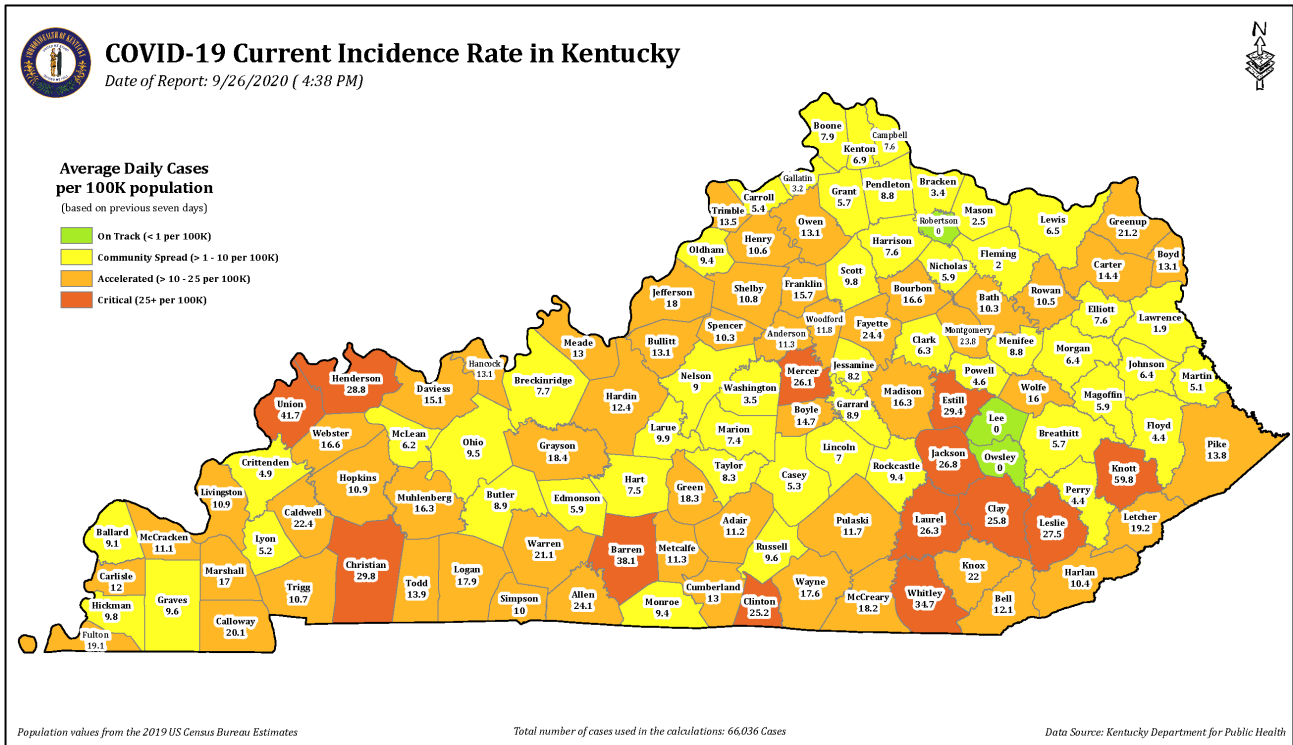 COVID-19 Current Incidence Rate in Kentucky
Date of Report: 9/26/2020 ( 4:38 PM)
N
Average Daily Cases
per 100K population
(based on previous seven days)
On Track (< 1 per 100K)
Community Spread (> 1 - 10 per 100K)
Accelerated (> 10 - 25 per 100K)
Critical (25+ per 100K)
Boone
7.9
Kenton
6.9
Campbell
7.6
Gallatin
3.2
Carroll
5.4
Trimble
13.5
Grant
5.7
Pendleton
8.8
Bracken
3.4
Robertson
0
Mason
2.5
Lewis
6.5
Greenup
21.2
Boyd
13.1
Carter
14.4
Oldham
9.4
Henry
10.6
Owen
13.1
Harrison
7.6
Nicholas
5.9
Fleming
2
Rowan
10.5
Elliott
7.6
Lawrence
1.9
Jefferson
18
Shelby
10.8
Franklin
15.7
Scott
9.8
Bourbon
16.6
Bath
10.3
Meade
13
Bullitt
13.1
Spencer
10.3
Anderson
11.3
Woodford
11.8
Fayette
24.4
Clark
6.3
Montgomery
23.8
Menifee
8.8
Morgan
6.4
Johnson
6.4
Martin
5.1
Union
41.7
Henderson
28.8
Daviess
15.1
Hancock
13.1
Breckinridge
7.7
Hardin
12.4
Nelson
9
Washington
3.5
Mercer
26.1
Jessamine
8.2
Garrard
8.9
Madison
16.3
Estill
29.4
Powell
4.6
Wolfe
16
Magoffin
5.9
Floyd
4.4
Pike
13.8
Webster
16.6
McLean
6.2
Ohio
9.5
Grayson
18.4
Larue
9.9
Marion
7.4
Boyle
14.7
Lincoln
7
Rockcastle
9.4
Jackson
26.8
Lee
0
Owsley
0
Breathitt
5.7
Knott
59.8
Crittenden
4.9
Livingston
10.9
Hopkins
10.9
Muhlenberg
16.3
Butler
8.9
Edmonson
5.9
Hart
7.5
Green
18.3
Taylor
8.3
Casey
5.3
Pulaski
11.7
Laurel
26.3
Clay
25.8
Leslie
27.5
Perry
4.4
Letcher
19.2
Ballard
9.1
McCracken
11.1
Lyon
5.2
Caldwell
22.4
Christian
29.8
Todd
13.9
Logan
17.9
Warren
21.1
Barren
38.1
Metcalfe
11.3
Adair
11.2
Russell
9.6
Wayne
17.6
McCreary
18.2
Whitley
34.7
Knox
22
Bell
12.1
Harlan
10.4
Carlisle
12
Hickman
9.8
Fulton
19.1
Graves
9.6
Marshall
17
Calloway
20.1
Trigg
10.7
Simpson
10
Allen
24.1
Monroe
9.4
Cumberland
13
Clinton
25.2
Population values from the 2019 US Census Bureau Estimates
Total number of cases used in the calculations: 66,036 Cases
Data Source: Kentucky Department for Public Health